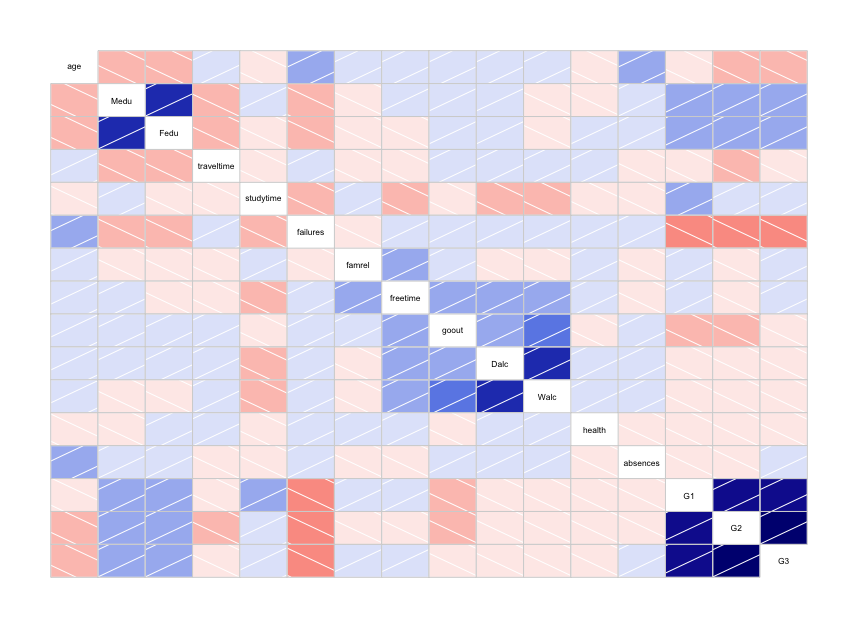 age
Medu
Fedu
traveltime
studytime
failures
famrel
freetime
goout
Dalc
Walc
health
absences
G1
G2
G3